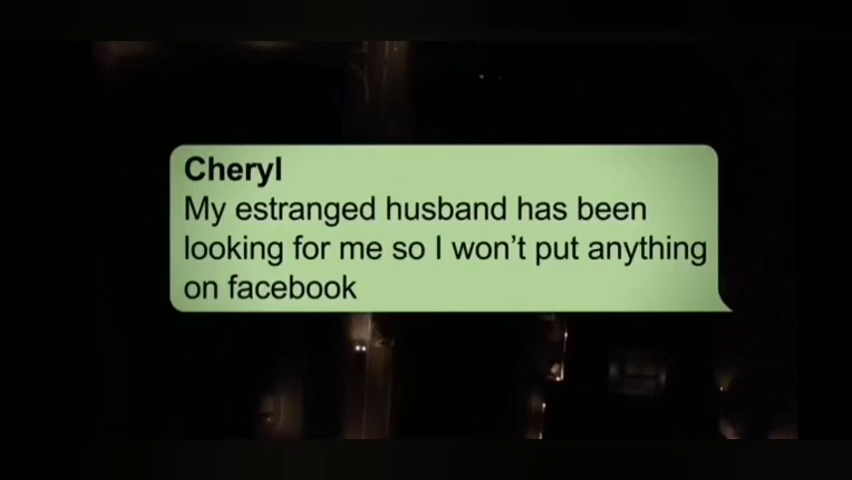 Cheryl
My estranged husband has been
looking for me so I won’t put anything
on facebook